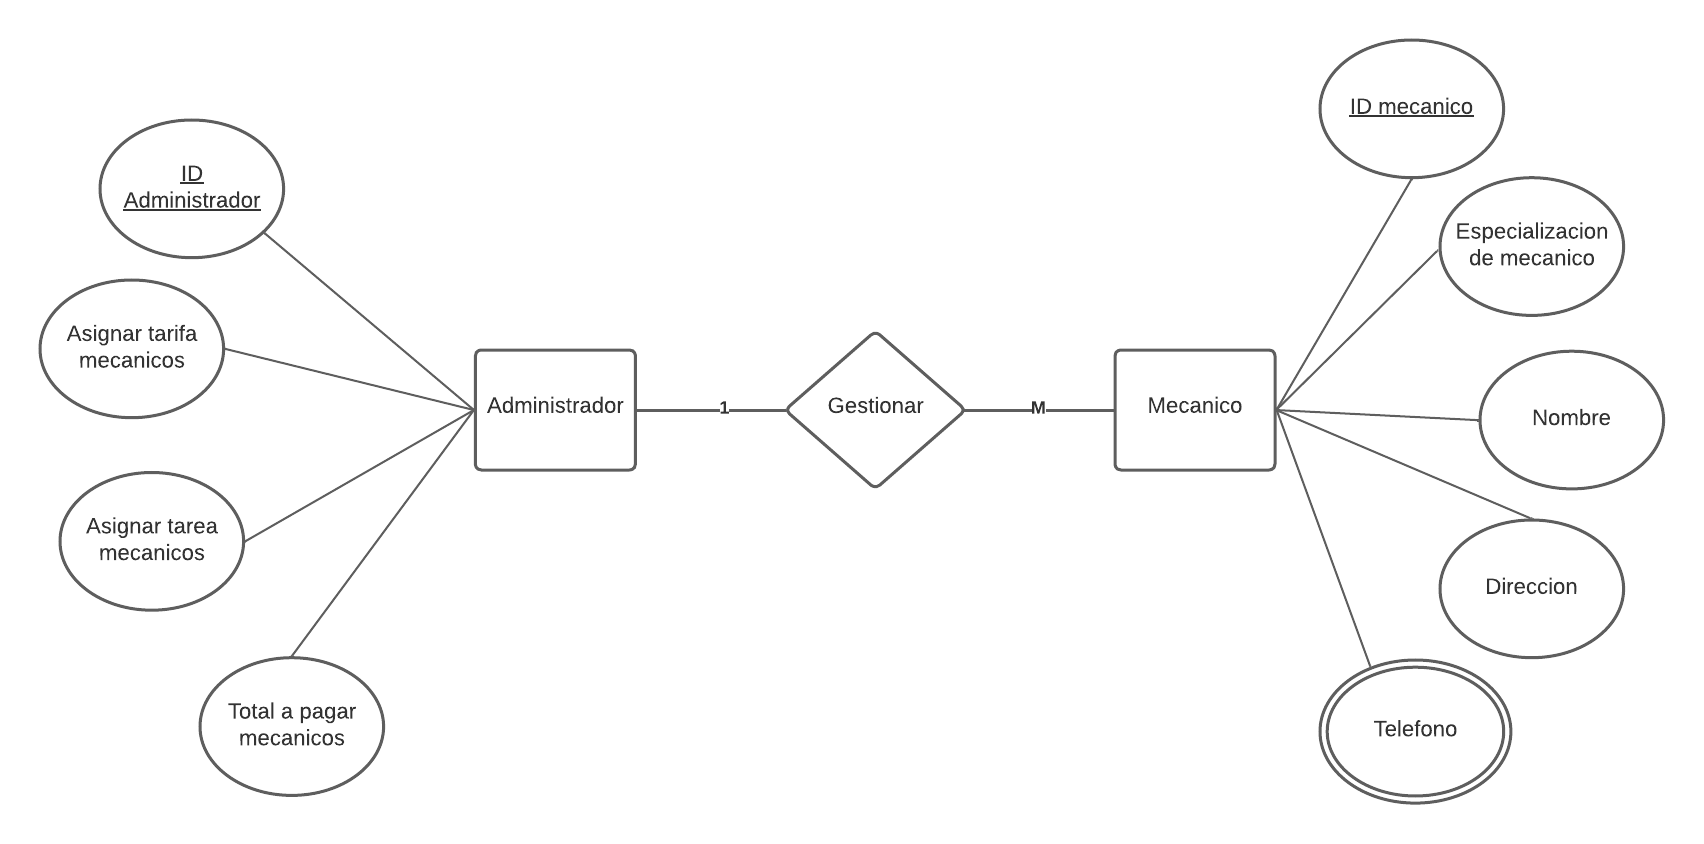 ID
Administrador
Asignar tarifa
mecanicos
Asignar tarea
mecanicos
Total a pagar
mecanicos
Administrador
1
Gestionar
M
Mecanico
ID mecanico
Especializacion
de mecanico
Nombre
Direccion
Telefono